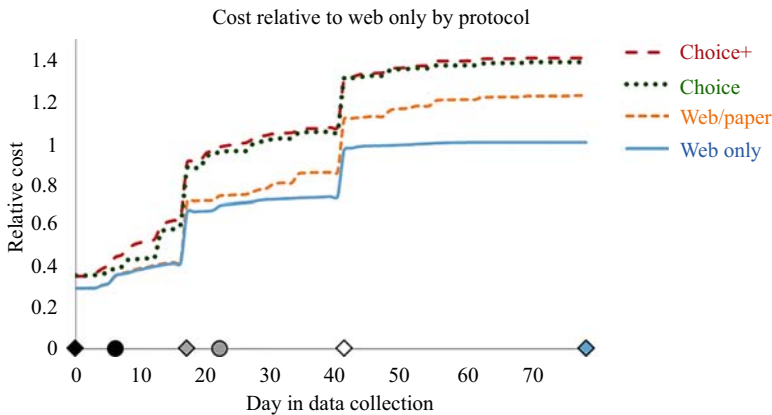 Cost relative to web only by protocol
1.4
1.2
1
0.8
0.6
0.4
0.2
0
Relative cost
0 10 20 30 40 50 60 70
Day in data collection
Choice+
Choice
Web/paper
Web only